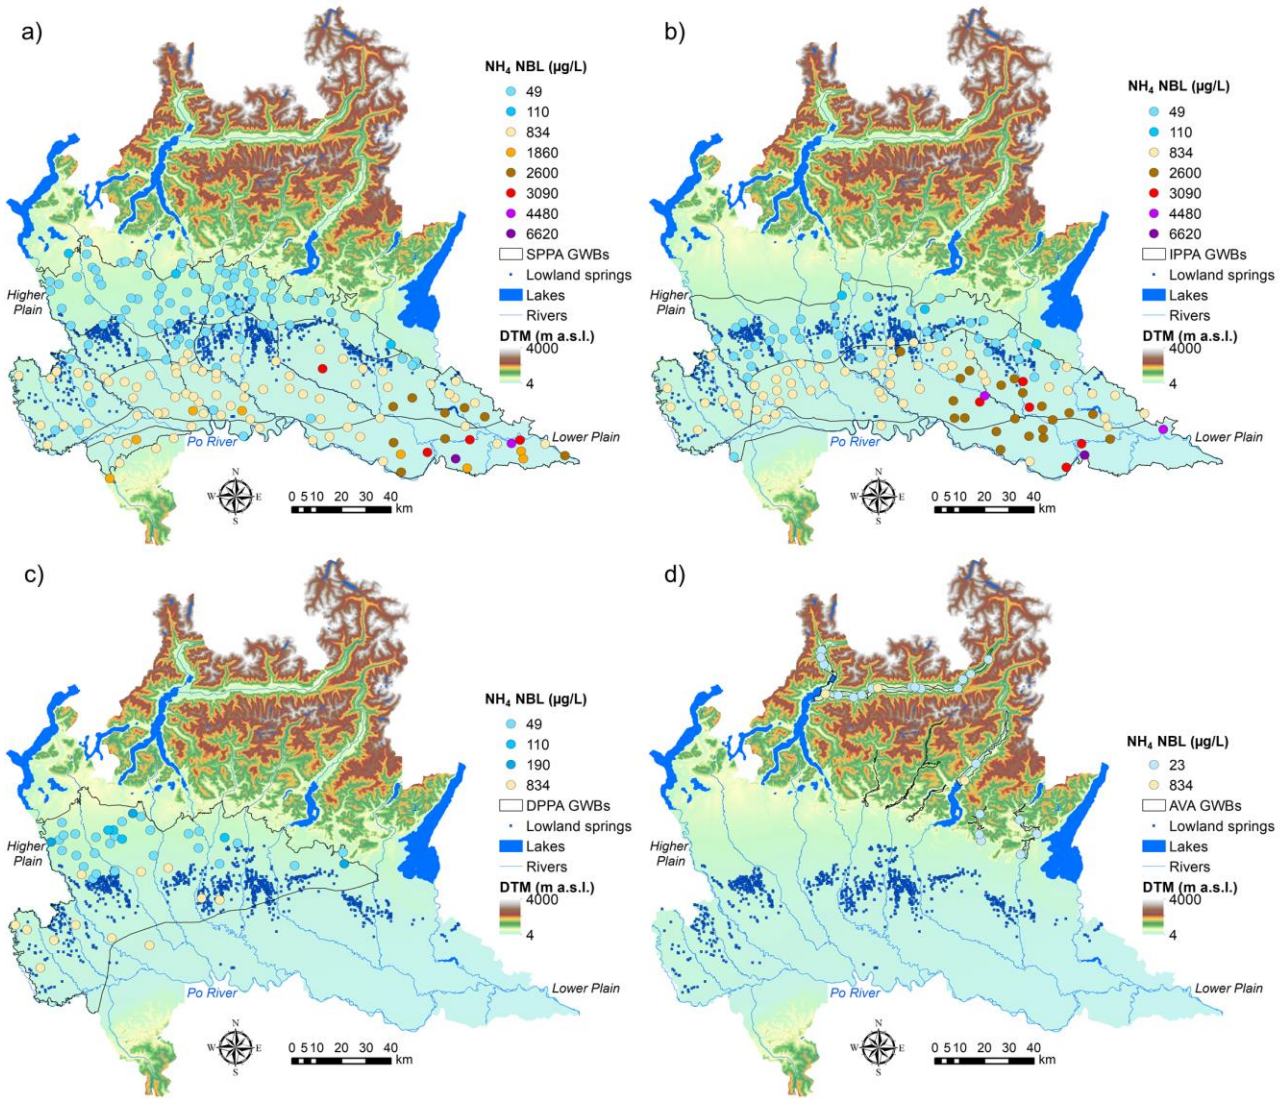 a)
NH₄ NBL (µg/L)
49
110
834
1860
2600
3090
4480
6620
SPPA GWBs
Lowland springs
Lakes
Rivers
DTM (m a.s.l.)
4000
4
Higher
Plain
Lower Plain
Po River
N
W E
S
0 5 10 20 30 40
km
b)
NH₄ NBL (µg/L)
49
110
834
2600
3090
4480
6620
IPPA GWBs
Lowland springs
Lakes
Rivers
DTM (m a.s.l.)
4000
4
Higher
Plain
Lower Plain
Po River
N
W E
S
0 5 10 20 30 40
km
c)
NH₄ NBL (µg/L)
49
110
190
834
DPPA GWBs
Lowland springs
Lakes
Rivers
DTM (m a.s.l.)
4000
4
Higher
Plain
Lower Plain
Po River
N
W E
S
0 5 10 20 30 40
km
d)
NH₄ NBL (µg/L)
23
834
AVA GWBs
Lowland springs
Lakes
Rivers
DTM (m a.s.l.)
4000
4
Higher
Plain
Lower Plain
Po River
N
W E
S
0 5 10 20 30 40
km